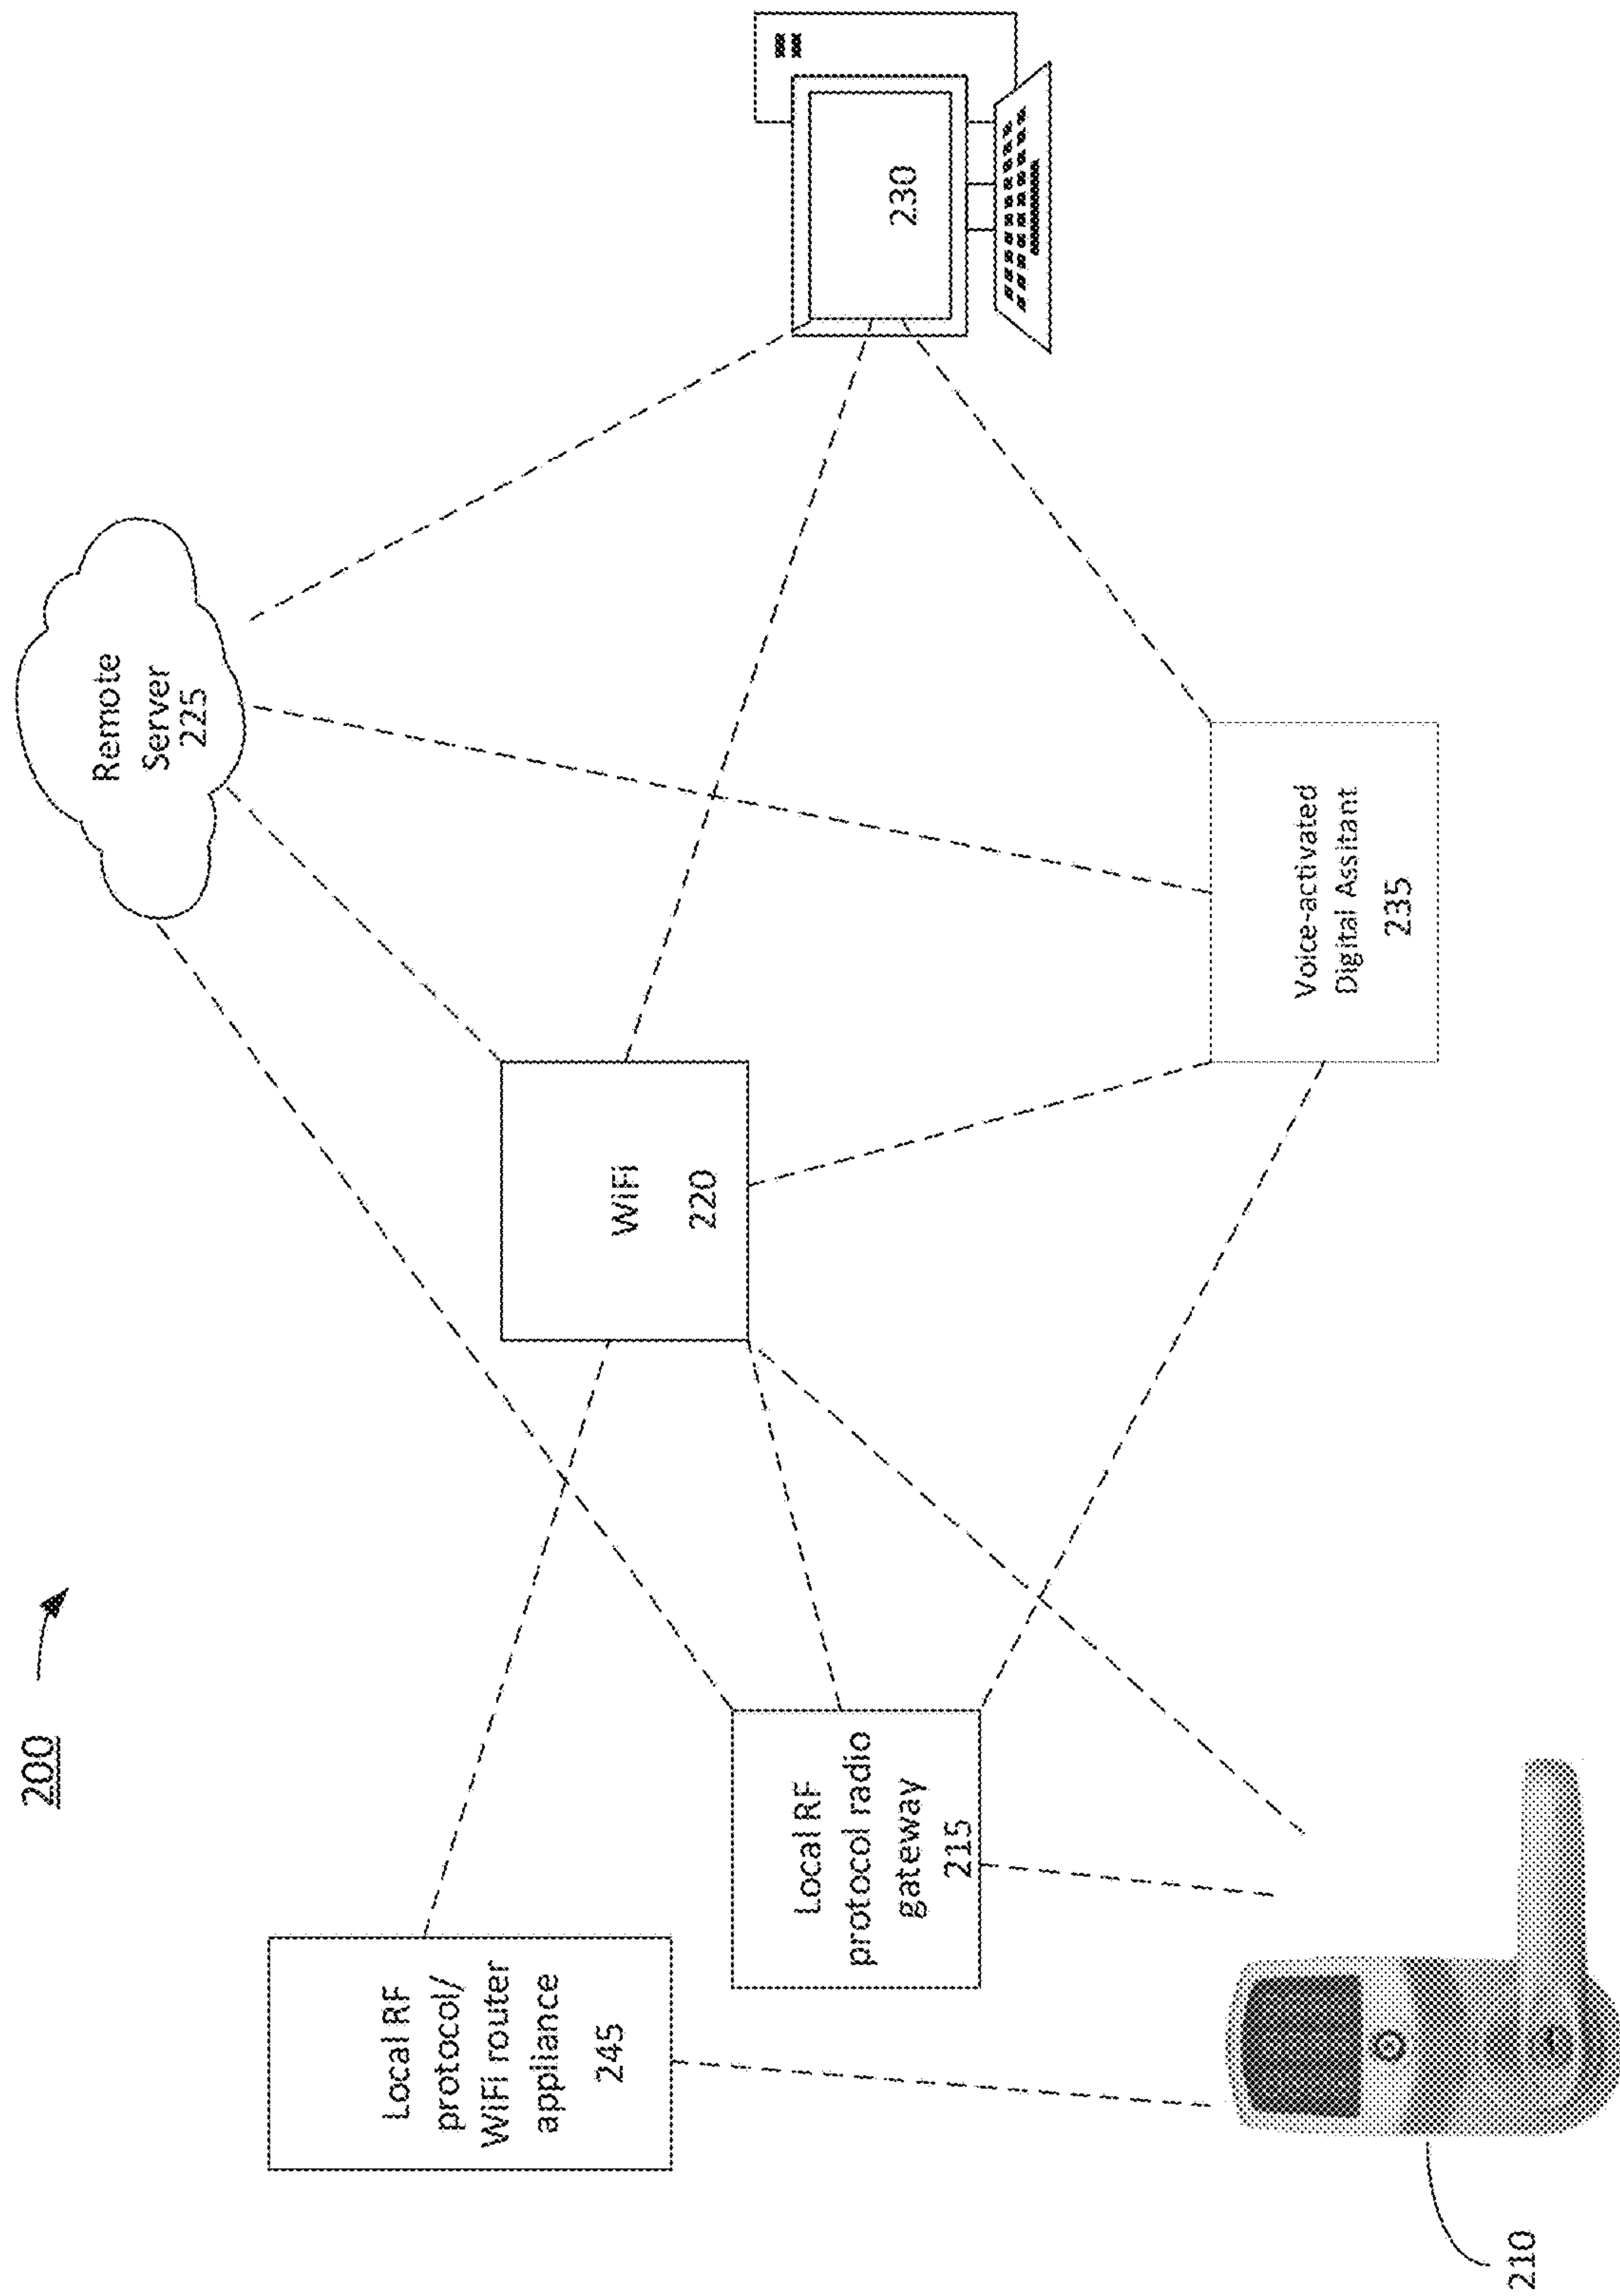 200
Remote
Server
225
230
WiFi
220
Local RF
protocol/
WiFi router
appliance
245
Local RF
protocol radio
gateway
215
Voice-activated
Digital Assitant
235
210